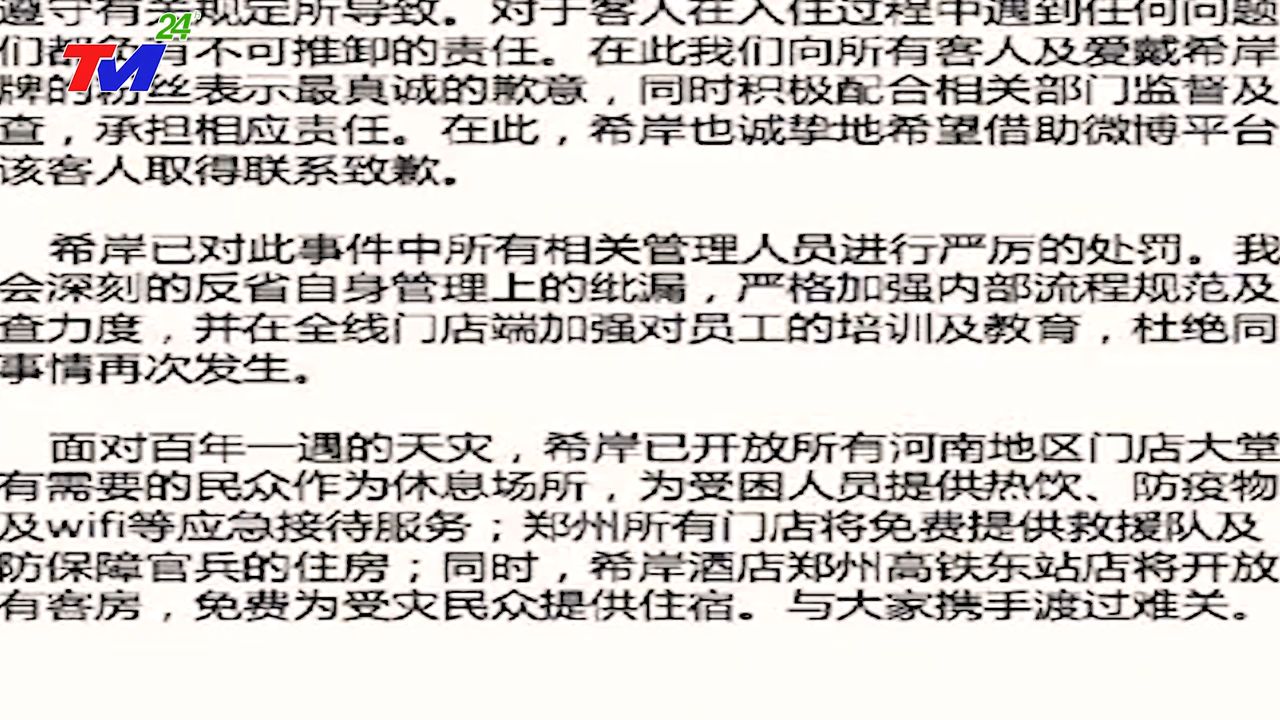 遵守有关规定所导致。对于客人在入住过程中遇到任何问题
们都负有不可推卸的责任。在此我们向所有客人及爱戴希岸
牌的粉丝表示最真诚的歉意，同时积极配合相关部门监督及
查，承担相应责任。在此，希岸也诚挚地希望借助微博平台
该客人取得联系致歉。
希岸已对此事件中所有相关管理人员进行严厉的处罚。我
会深刻的反省自身管理上的纰漏，严格加强内部流程规范及
查力度，并在全线门店端加强对员工的培训及教育，杜绝同
事情再次发生。
面对百年一遇的天灾，希岸已开放所有河南地区门店大堂
有需要的民众作为休息场所，为受困人员提供热饮、防疫物
及wifi等应急接待服务；郑州所有门店将免费提供救援队及
防保障官兵的住房；同时，希岸酒店郑州高铁东站店将开放
有客房，免费为受灾民众提供住宿。与大家携手渡过难关。
TM24